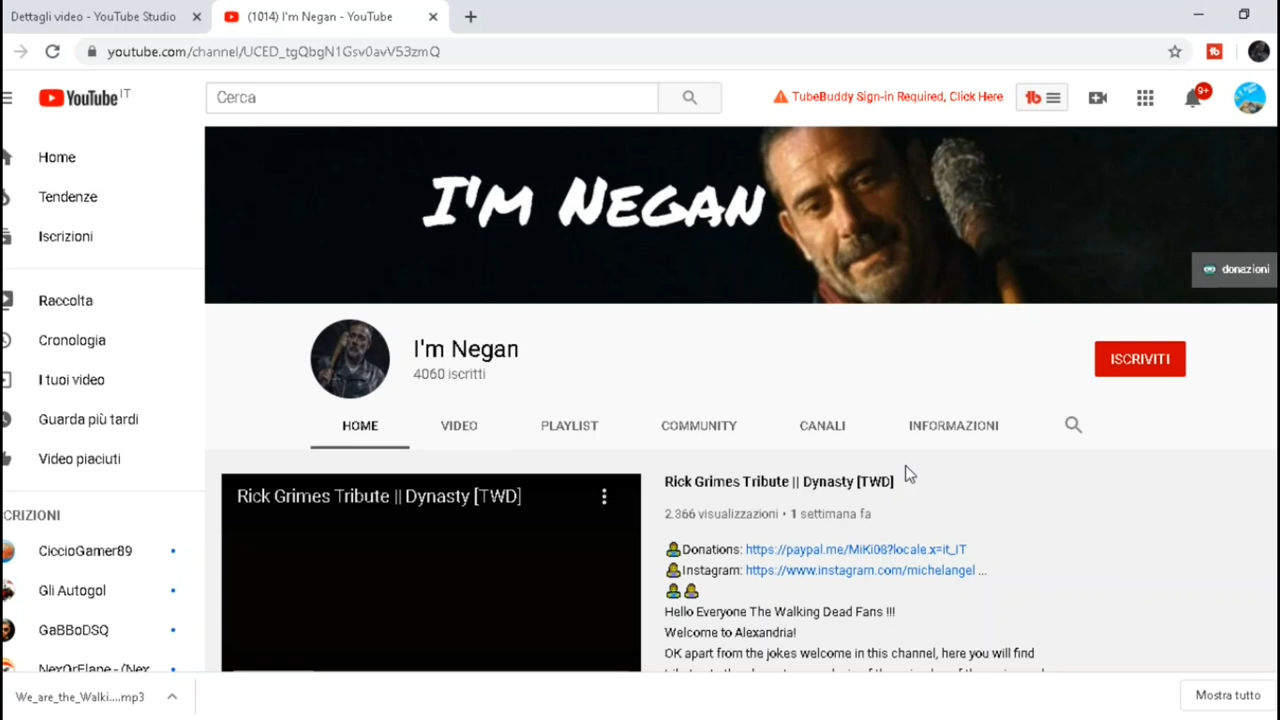 Dettagli video - YouTube Studio
(1014) I'm Negan - YouTube
youtube.com/channel/UCED_tgQbgN1Gsv0avV53zmQ
YouTube IT
Cerca
TubeBuddy Sign-in Required, Click Here
tb
9+
Home
Tendenze
Iscrizioni
Raccolta
Cronologia
I tuoi video
Guarda più tardi
Video piaciuti
CRIZIONI
CiccioGamer89
Gli Autogol
GaBBoDSQ
NexOrElane - (Nex
I'm Negan
donazioni
I'm Negan
4060 iscritti
ISCRIVITI
HOME
VIDEO
PLAYLIST
COMMUNITY
CANALI
INFORMAZIONI
Rick Grimes Tribute || Dynasty [TWD]
Rick Grimes Tribute || Dynasty [TWD]
2.366 visualizzazioni • 1 settimana fa
Donations: https://paypal.me/MiKi06?locale.x=it_IT
Instagram: https://www.instagram.com/michelangel ...
Hello Everyone The Walking Dead Fans !!!
Welcome to Alexandria!
OK apart from the jokes welcome in this channel, here you will find
We_are_the_Walki....mp3
Mostra tutto